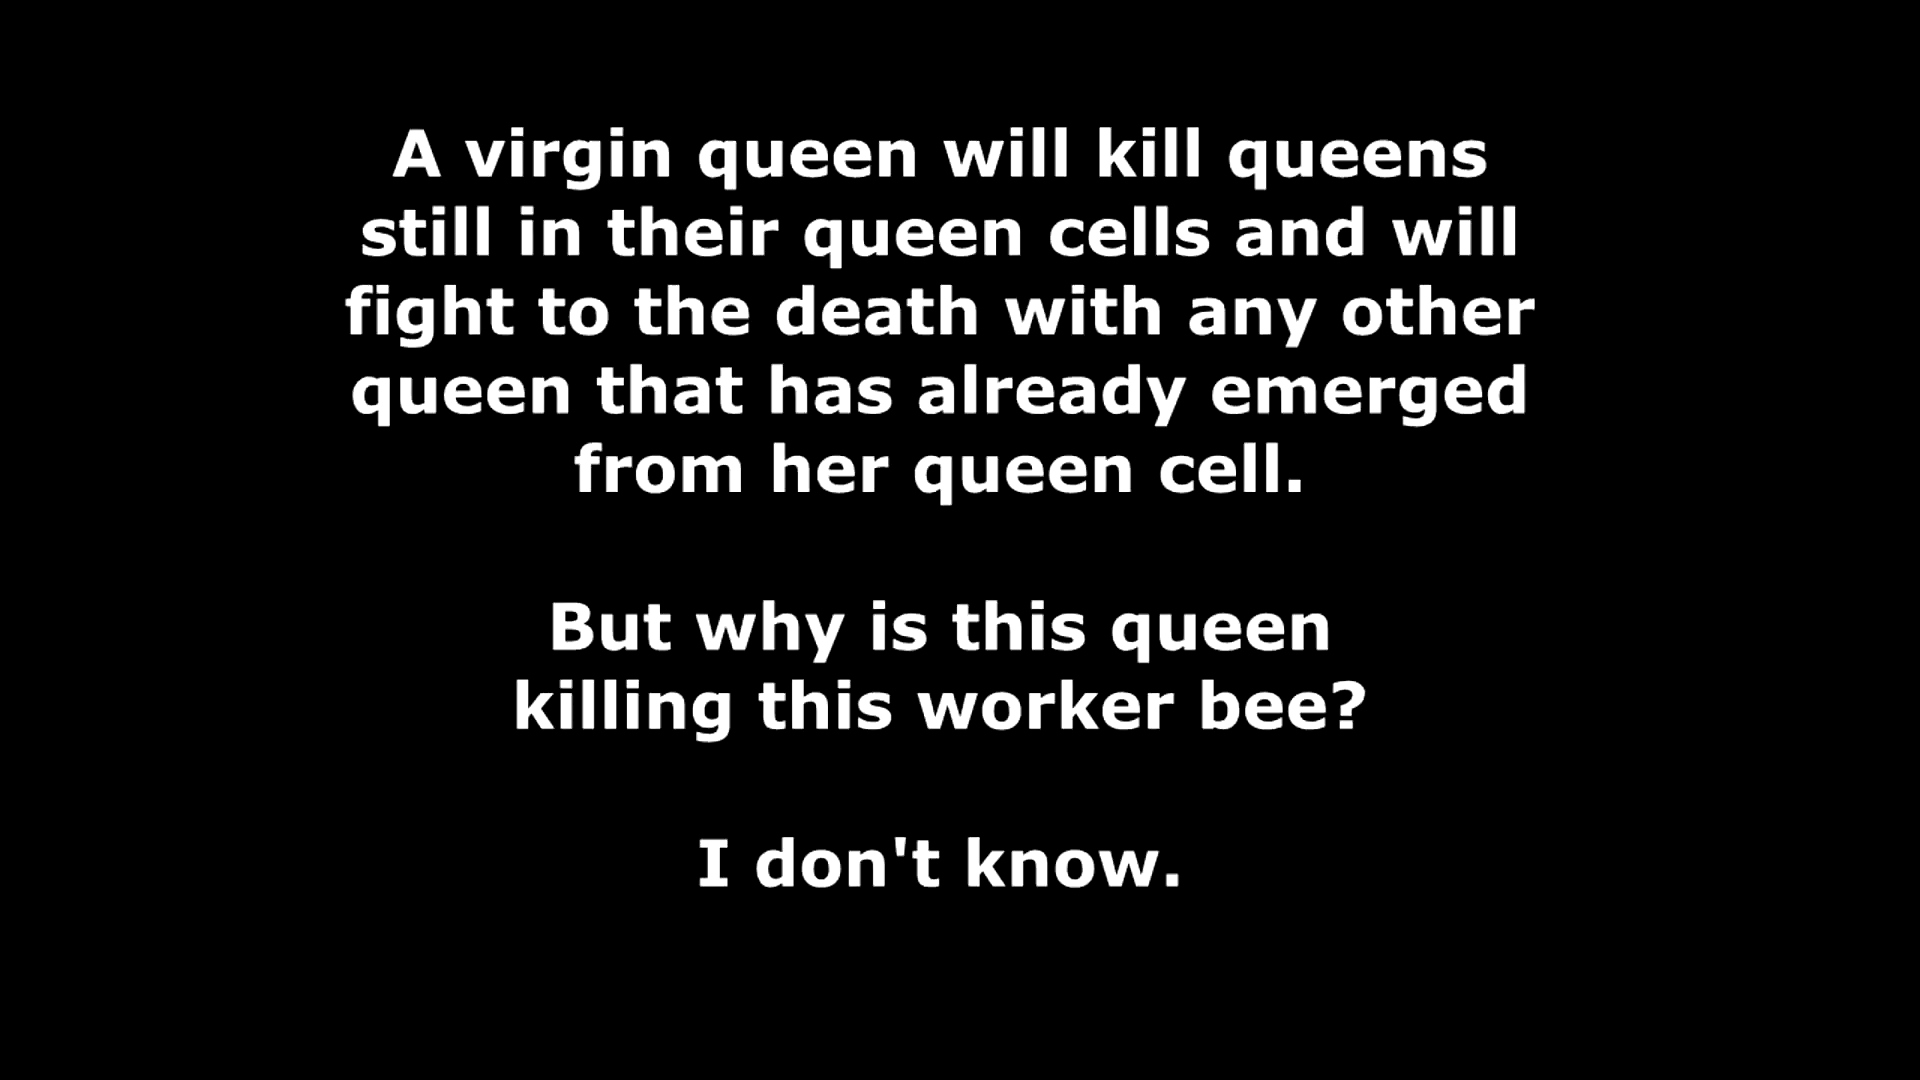 A virgin queen will kill queens
still in their queen cells and will
fight to the death with any other
queen that has already emerged
from her queen cell.
But why is this queen
killing this worker bee?
I don't know.